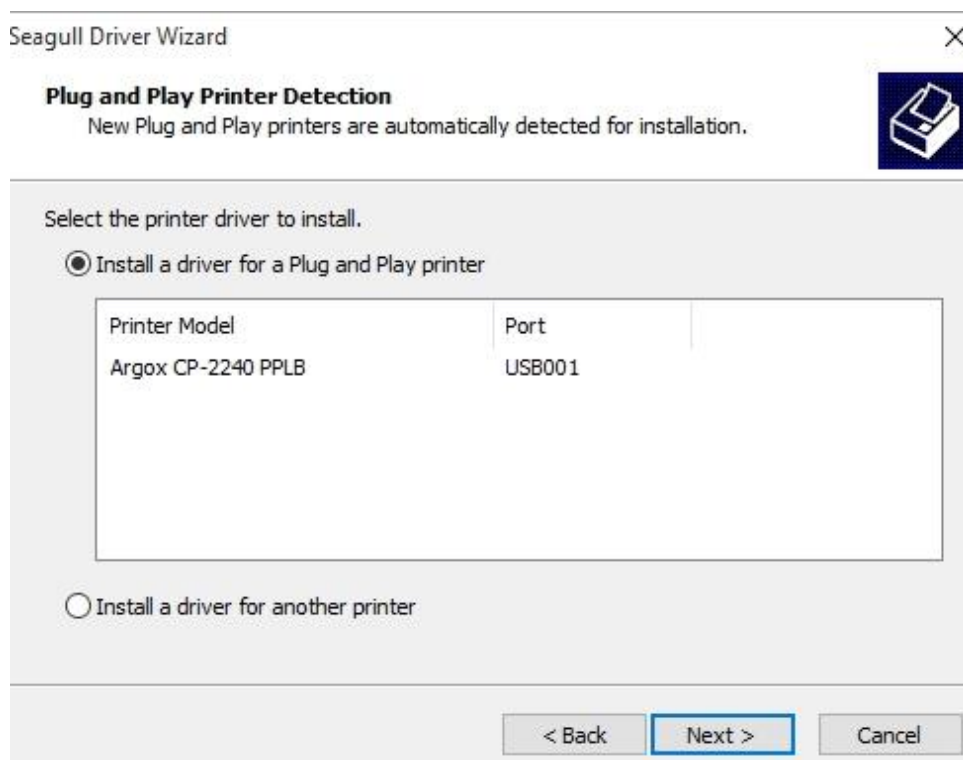 Seagull Driver Wizard
Plug and Play Printer Detection
New Plug and Play printers are automatically detected for installation.
Select the printer driver to install.
Install a driver for a Plug and Play printer
Printer Model Port
Argox CP-2240 PPLB USB001
Install a driver for another printer
< Back Next > Cancel